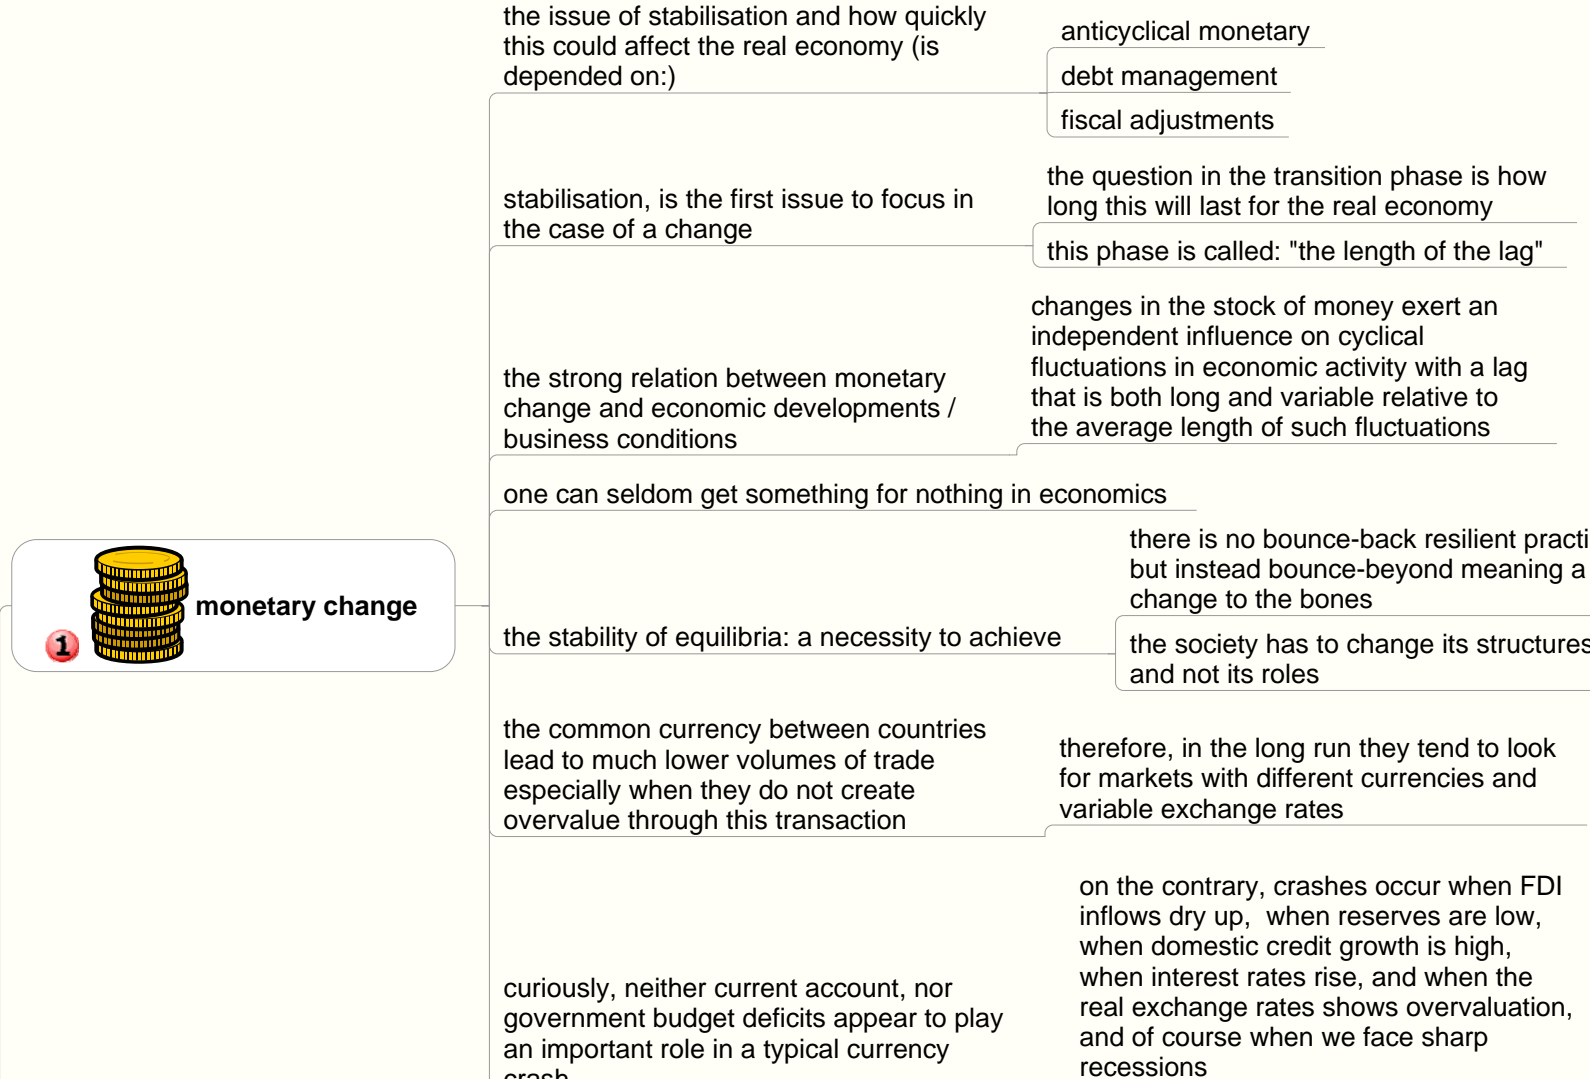 the issue of stabilisation and how quickly
this could affect the real economy (is
depended on:)
anticyclical monetary
debt management
fiscal adjustments
stabilisation, is the first issue to focus in
the case of a change
the question in the transition phase is how
long this will last for the real economy
this phase is called: "the length of the lag"
the strong relation between monetary
change and economic developments /
business conditions
changes in the stock of money exert an
independent influence on cyclical
fluctuations in economic activity with a lag
that is both long and variable relative to
the average length of such fluctuations
one can seldom get something for nothing in economics
1
monetary change
the stability of equilibria: a necessity to achieve
there is no bounce-back resilient practi
but instead bounce-beyond meaning a
change to the bones
the society has to change its structures
and not its roles
the common currency between countries
lead to much lower volumes of trade
especially when they do not create
overvalue through this transaction
therefore, in the long run they tend to look
for markets with different currencies and
variable exchange rates
curiously, neither current account, nor
government budget deficits appear to play
an important role in a typical currency
crash
on the contrary, crashes occur when FDI
inflows dry up, when reserves are low,
when domestic credit growth is high,
when interest rates rise, and when the
real exchange rates shows overvaluation,
and of course when we face sharp
recessions